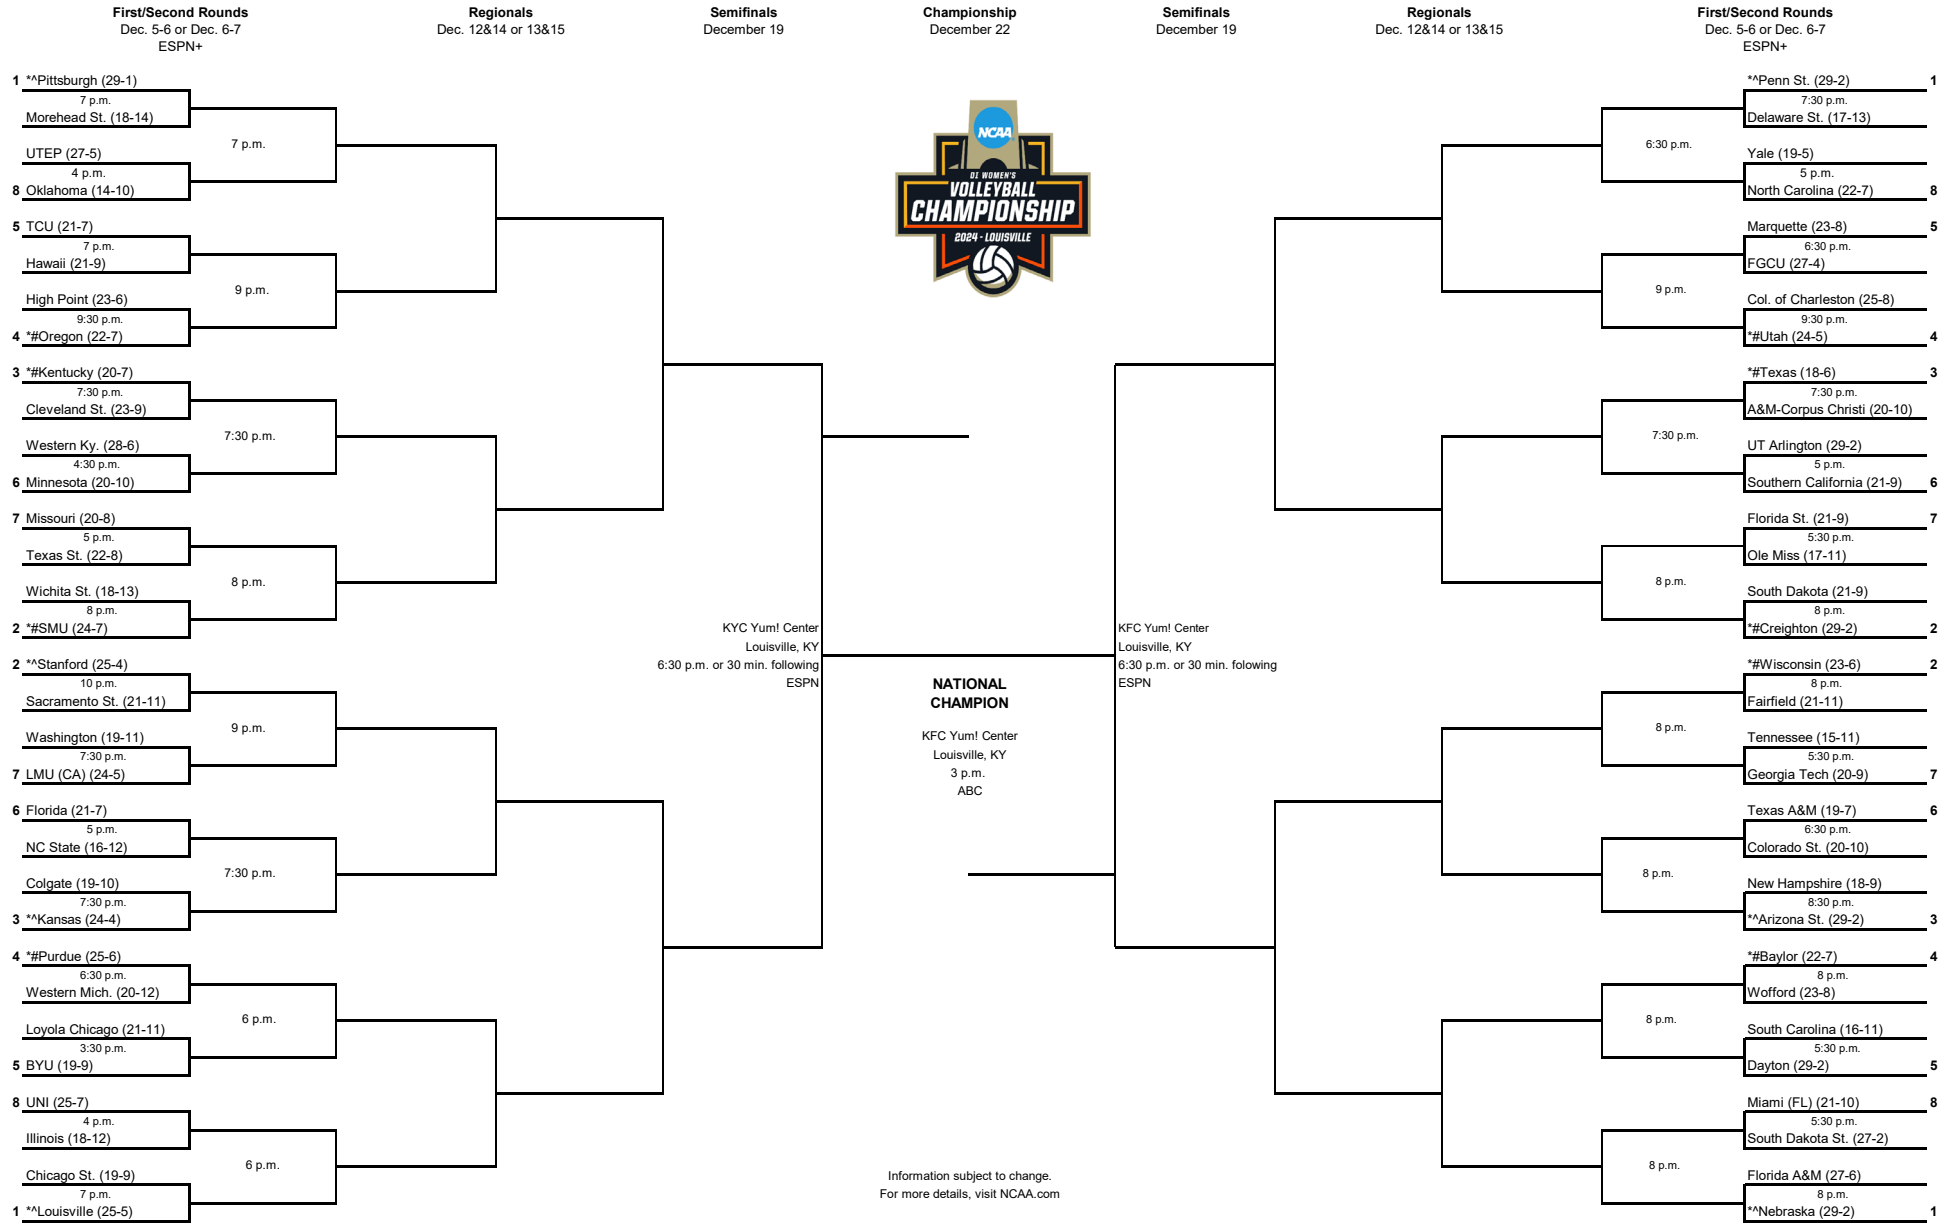 First/Second Rounds
Dec. 5-6 or Dec. 6-7
ESPN+
Regionals
Dec. 12&14 or 13&15
Semifinals
December 19
Championship
December 22
Semifinals
December 19
Regionals
Dec. 12&14 or 13&15
First/Second Rounds
Dec. 5-6 or Dec. 6-7
ESPN+
1 *^Pittsburgh (29-1)
7 p.m.
Morehead St. (18-14)
7 p.m.
UTEP (27-5)
4 p.m.
8 Oklahoma (14-10)
5 TCU (21-7)
7 p.m.
Hawaii (21-9)
9 p.m.
High Point (23-6)
9:30 p.m.
4 *#Oregon (22-7)
3 *#Kentucky (20-7)
7:30 p.m.
Cleveland St. (23-9)
7:30 p.m.
Western Ky. (28-6)
4:30 p.m.
6 Minnesota (20-10)
7 Missouri (20-8)
5 p.m.
Texas St. (22-8)
8 p.m.
Wichita St. (18-13)
8 p.m.
2 *#SMU (24-7)
2 *^Stanford (25-4)
10 p.m.
Sacramento St. (21-11)
9 p.m.
Washington (19-11)
7:30 p.m.
7 LMU (CA) (24-5)
6 Florida (21-7)
5 p.m.
NC State (16-12)
7:30 p.m.
Colgate (19-10)
7:30 p.m.
3 *^Kansas (24-4)
4 *#Purdue (25-6)
6:30 p.m.
Western Mich. (20-12)
6 p.m.
Loyola Chicago (21-11)
3:30 p.m.
5 BYU (19-9)
8 UNI (25-7)
4 p.m.
Illinois (18-12)
6 p.m.
Chicago St. (19-9)
7 p.m.
1 *^Louisville (25-5)
NCAA
DI WOMEN'S
VOLLEYBALL
CHAMPIONSHIP
2024 - LOUISVILLE
KYC Yum! Center
Louisville, KY
6:30 p.m. or 30 min. following
ESPN
KFC Yum! Center
Louisville, KY
6:30 p.m. or 30 min. folowing
ESPN
NATIONAL
CHAMPION
KFC Yum! Center
Louisville, KY
3 p.m.
ABC
Information subject to change.
For more details, visit NCAA.com
*^Penn St. (29-2) 1
7:30 p.m.
Delaware St. (17-13)
6:30 p.m.
Yale (19-5)
5 p.m.
North Carolina (22-7) 8
Marquette (23-8) 5
6:30 p.m.
FGCU (27-4)
9 p.m.
Col. of Charleston (25-8)
9:30 p.m.
*#Utah (24-5) 4
*#Texas (18-6) 3
7:30 p.m.
A&M-Corpus Christi (20-10)
7:30 p.m.
UT Arlington (29-2)
5 p.m.
Southern California (21-9) 6
Florida St. (21-9) 7
5:30 p.m.
Ole Miss (17-11)
8 p.m.
South Dakota (21-9)
8 p.m.
*#Creighton (29-2) 2
*#Wisconsin (23-6) 2
8 p.m.
Fairfield (21-11)
8 p.m.
Tennessee (15-11)
5:30 p.m.
Georgia Tech (20-9) 7
Texas A&M (19-7) 6
6:30 p.m.
Colorado St. (20-10)
8 p.m.
New Hampshire (18-9)
8:30 p.m.
*^Arizona St. (29-2) 3
*#Baylor (22-7) 4
8 p.m.
Wofford (23-8)
8 p.m.
South Carolina (16-11)
5:30 p.m.
Dayton (29-2) 5
Miami (FL) (21-10) 8
5:30 p.m.
South Dakota St. (27-2)
8 p.m.
Florida A&M (27-6)
8 p.m.
*^Nebraska (29-2) 1